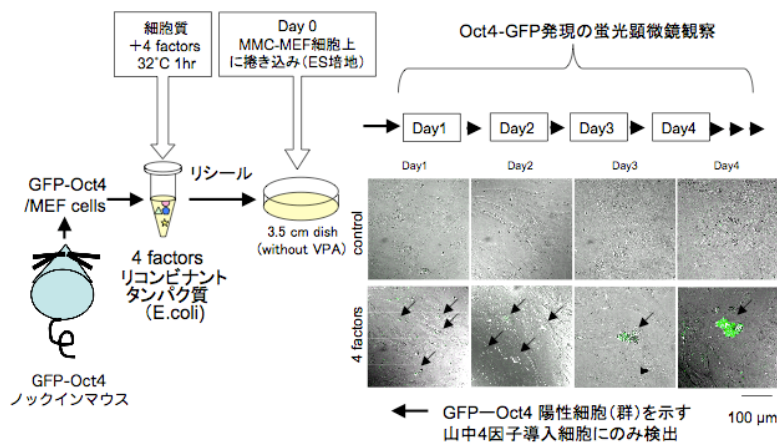 細胞質
+4 factors
32˚C 1hr
Day 0
MMC-MEF細胞上
に捲き込み(ES培地)
Oct4-GFP発現の蛍光顕微鏡観察
Day1
Day2
Day3
Day4
GFP-Oct4
/MEF cells
リシール
3.5 cm dish
(without VPA)
4 factors
リコンビナント
タンパク質
(E.coli)
GFP-Oct4
ノックインマウス
Day1
Day2
Day3
Day4
control
4 factors
GFP―Oct4 陽性細胞(群)を示す
山中4因子導入細胞にのみ検出
100 μm